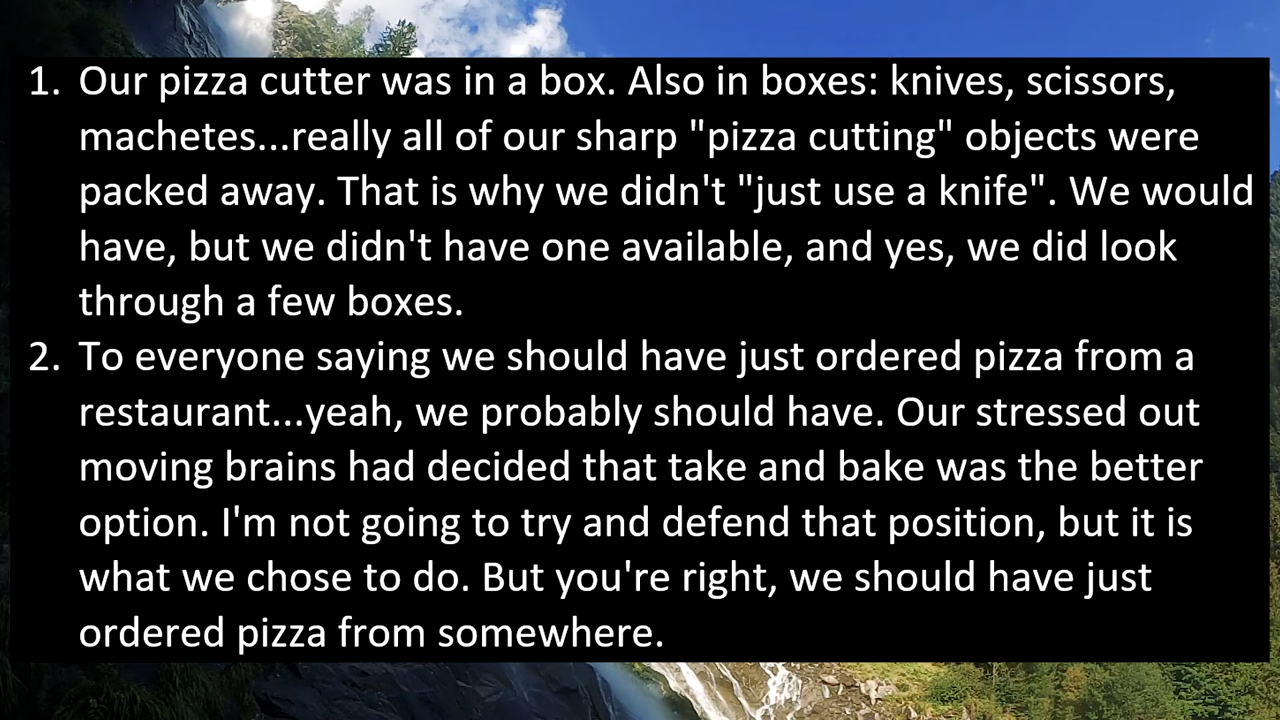 1. Our pizza cutter was in a box. Also in boxes: knives, scissors,
machetes...really all of our sharp "pizza cutting" objects were
packed away. That is why we didn't "just use a knife". We would
have, but we didn't have one available, and yes, we did look
through a few boxes.
2. To everyone saying we should have just ordered pizza from a
restaurant...yeah, we probably should have. Our stressed out
moving brains had decided that take and bake was the better
option. I'm not going to try and defend that position, but it is
what we chose to do. But you're right, we should have just
ordered pizza from somewhere.